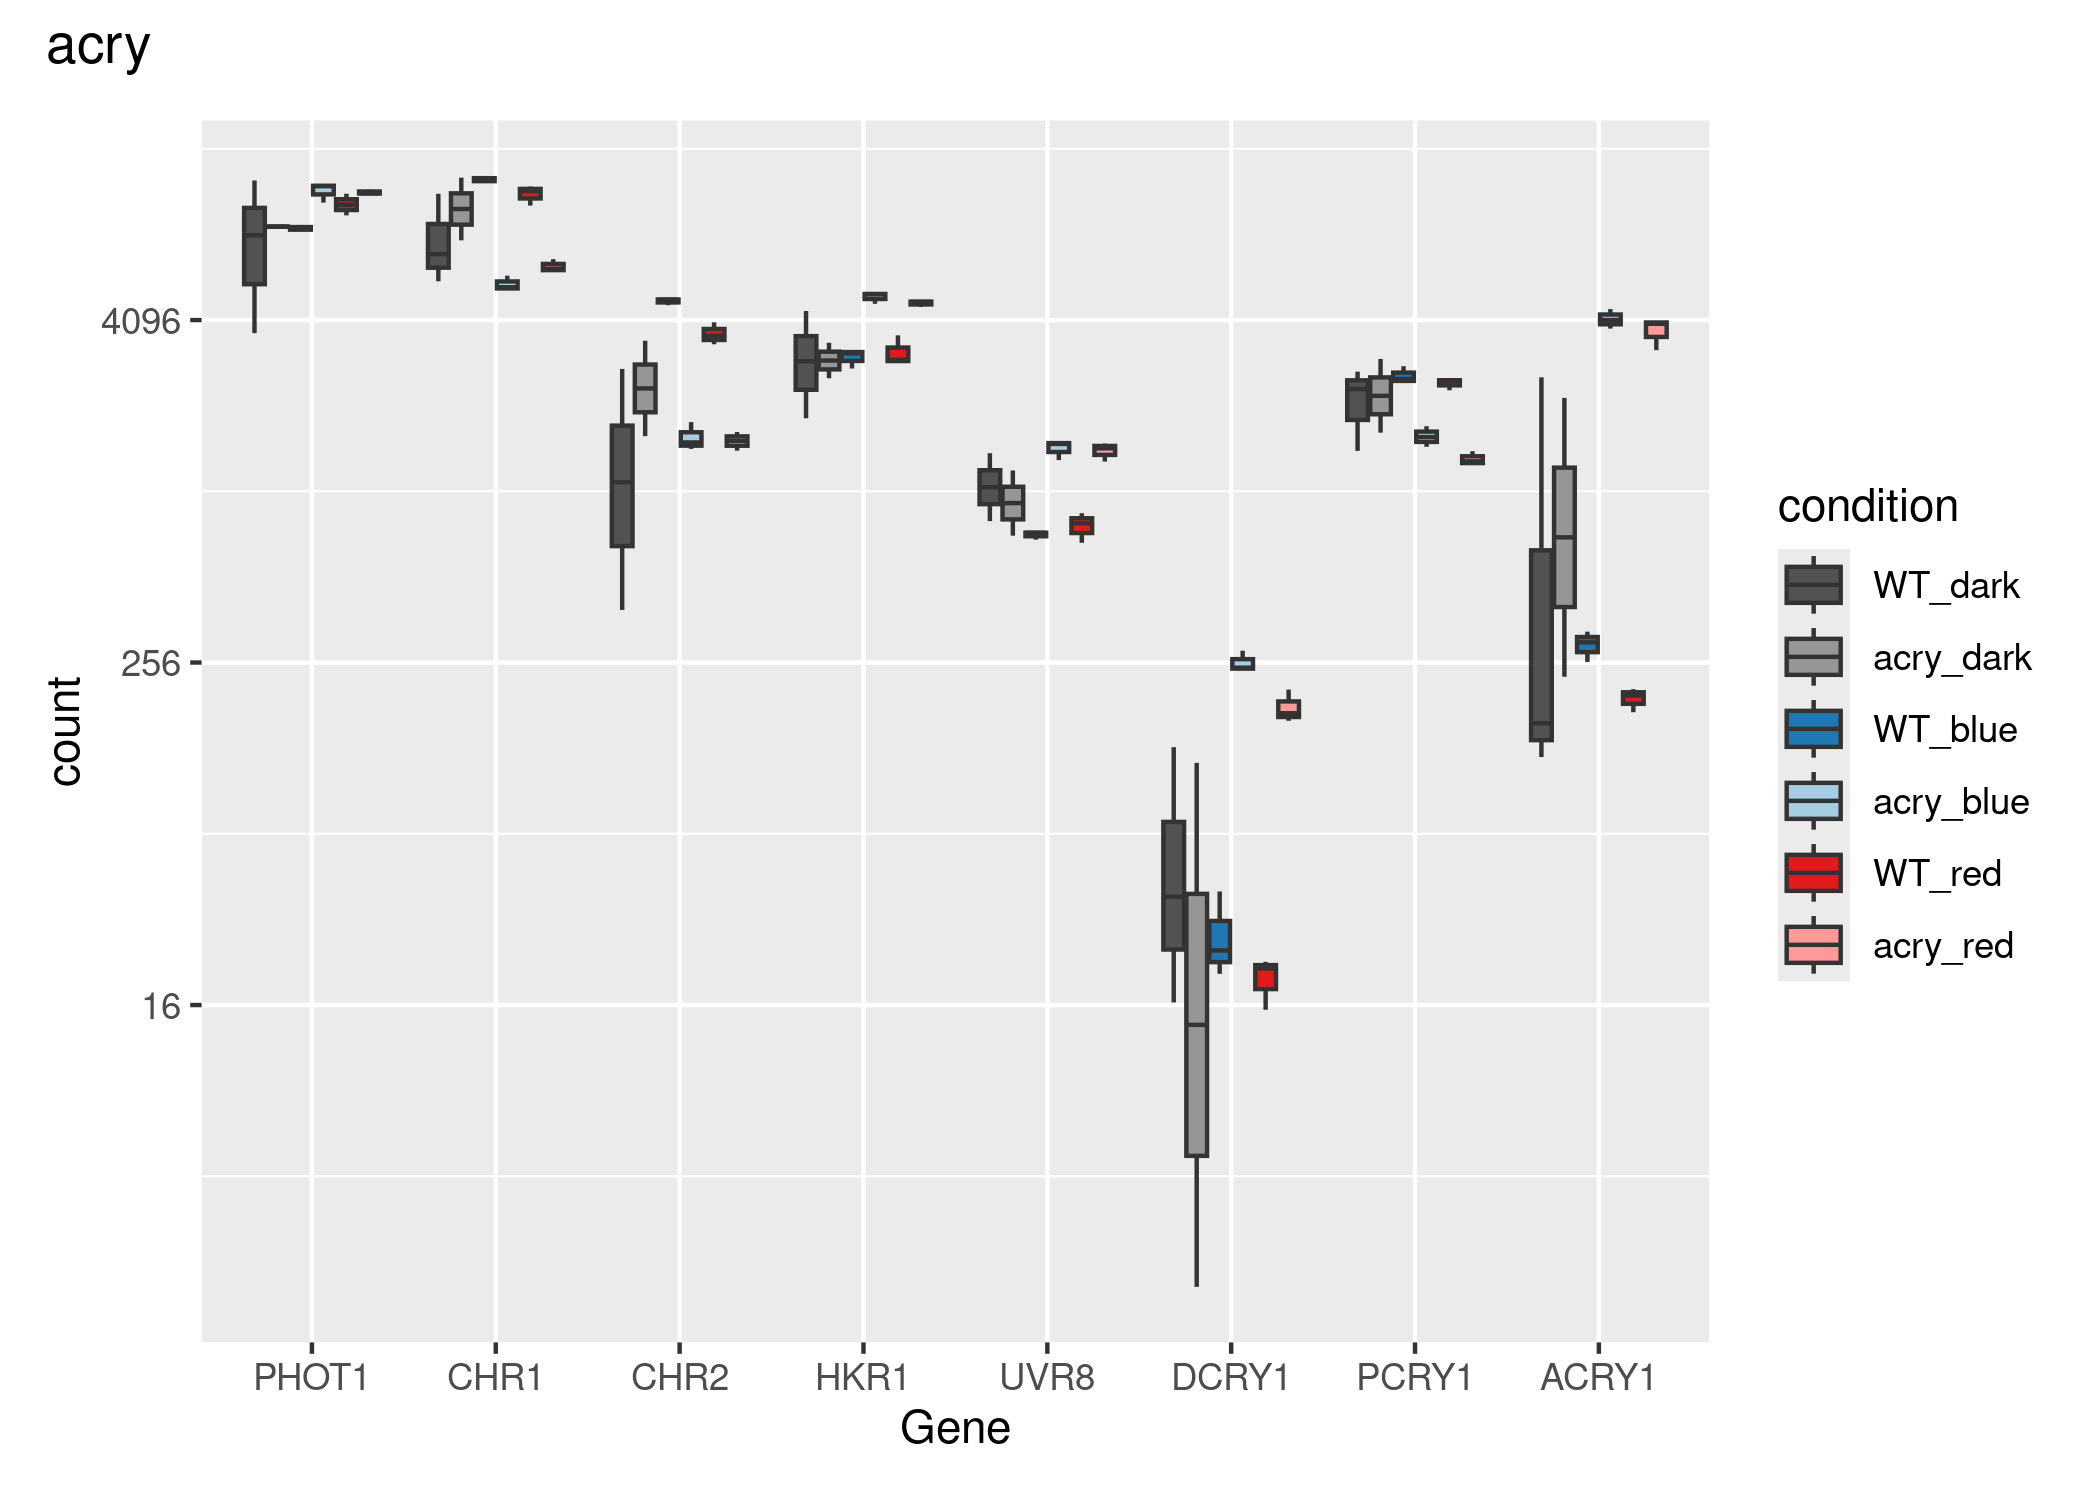 acry
count
4096
256
16
PHOT1 CHR1 CHR2 HKR1 UVR8 DCRY1 PCRY1 ACRY1
Gene
condition
WT_dark
acry_dark
WT_blue
acry_blue
WT_red
acry_red